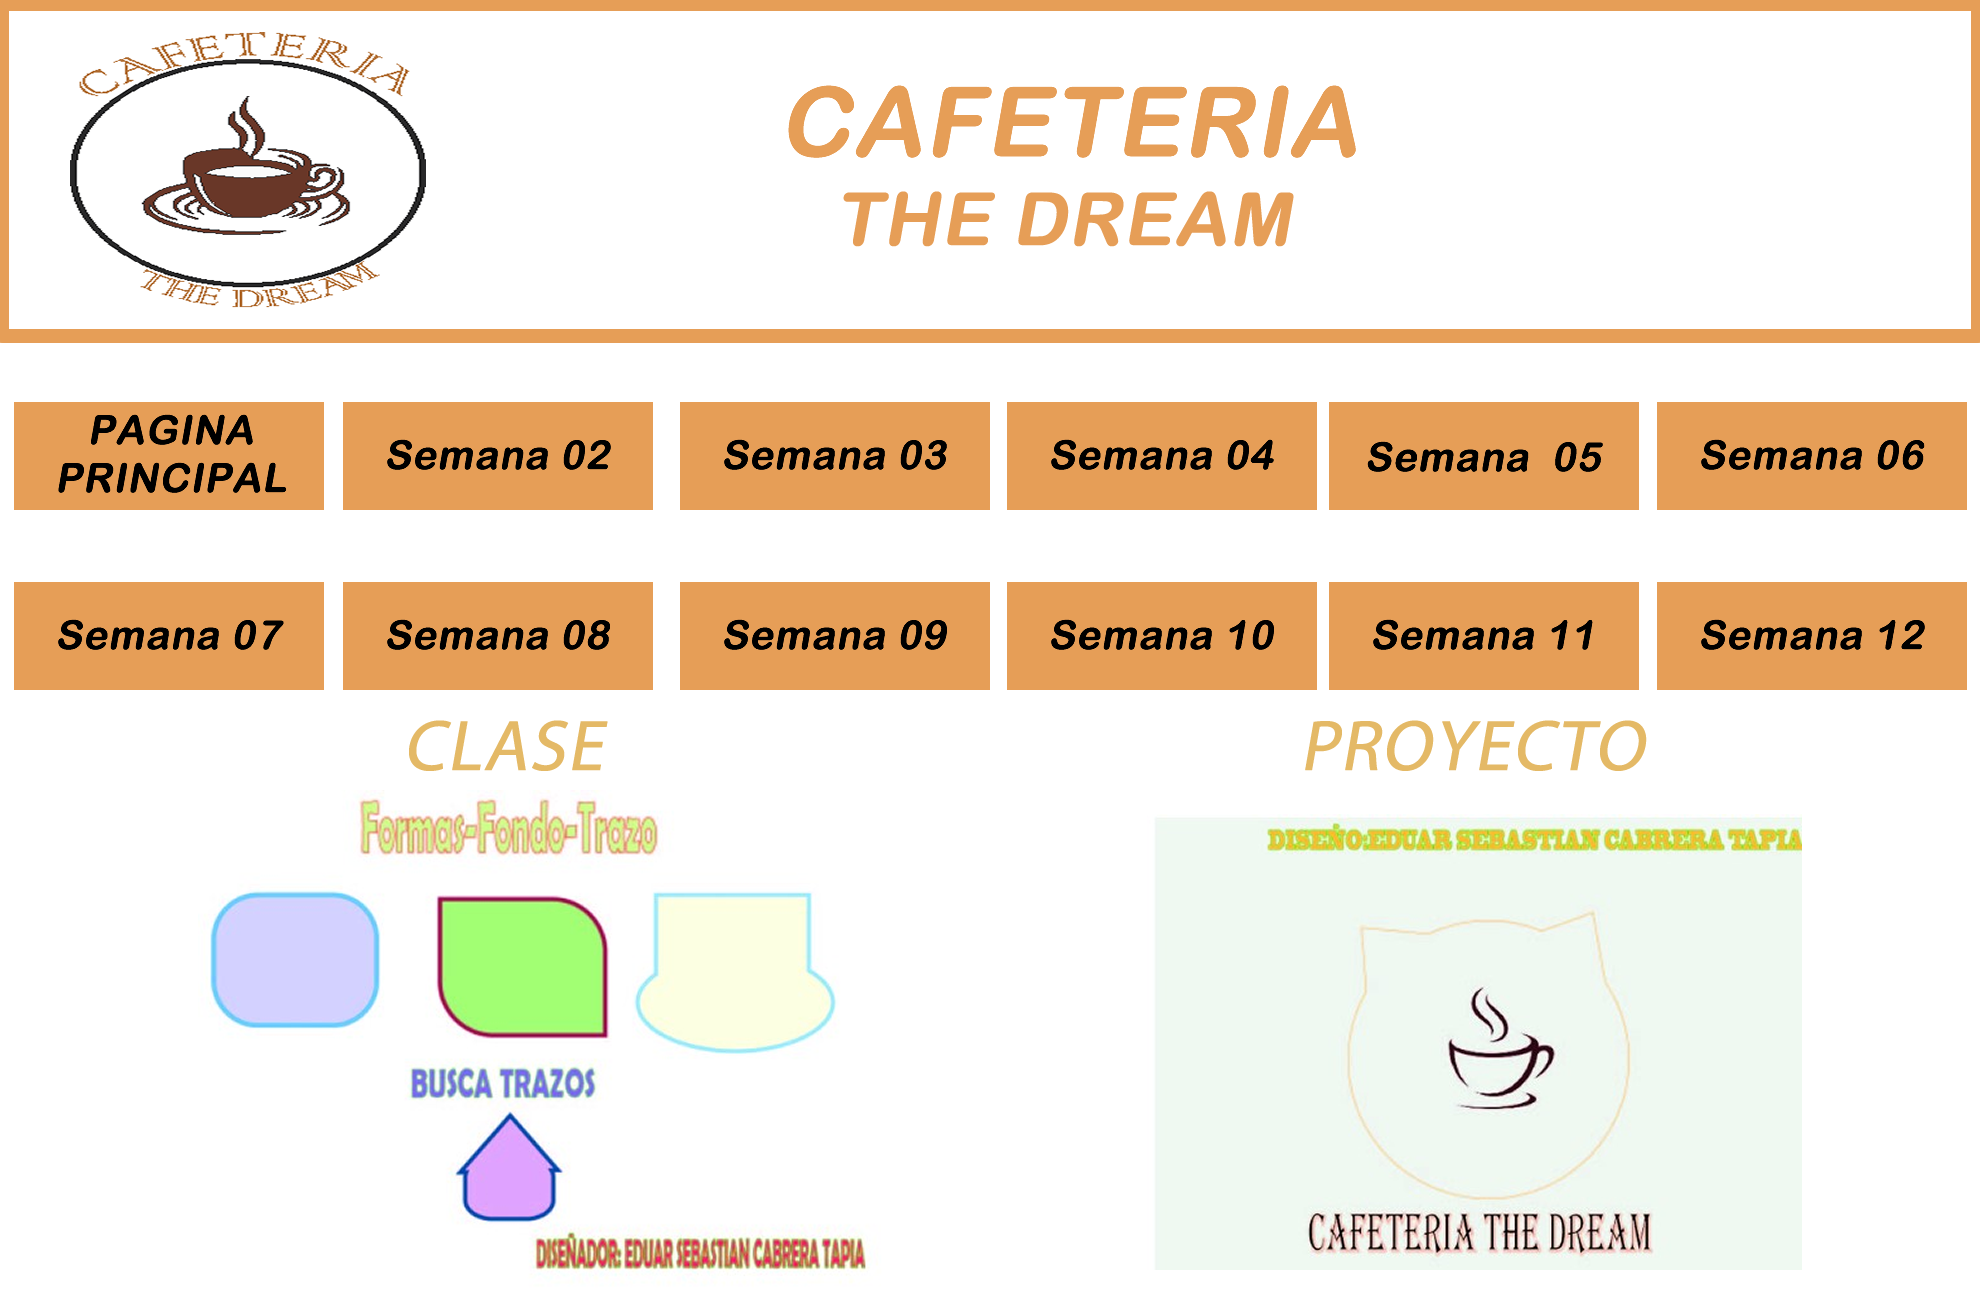 CAFETERIA
THE DREAM
CAFETERIA
THE DREAM
PAGINA
PRINCIPAL
Semana 02
Semana 03
Semana 04
Semana  05
Semana 06
Semana 07
Semana 08
Semana 09
Semana 10
Semana 11
Semana 12
CLASE
Formas-Fondo-Trazo
BUSCA TRAZOS
DISEÑADOR: EDUAR SEBASTIAN CABRERA TAPIA
PROYECTO
DISEÑO:EDUAR SEBASTIAN CABRERA TAPIA
CAFETERIA THE DREAM